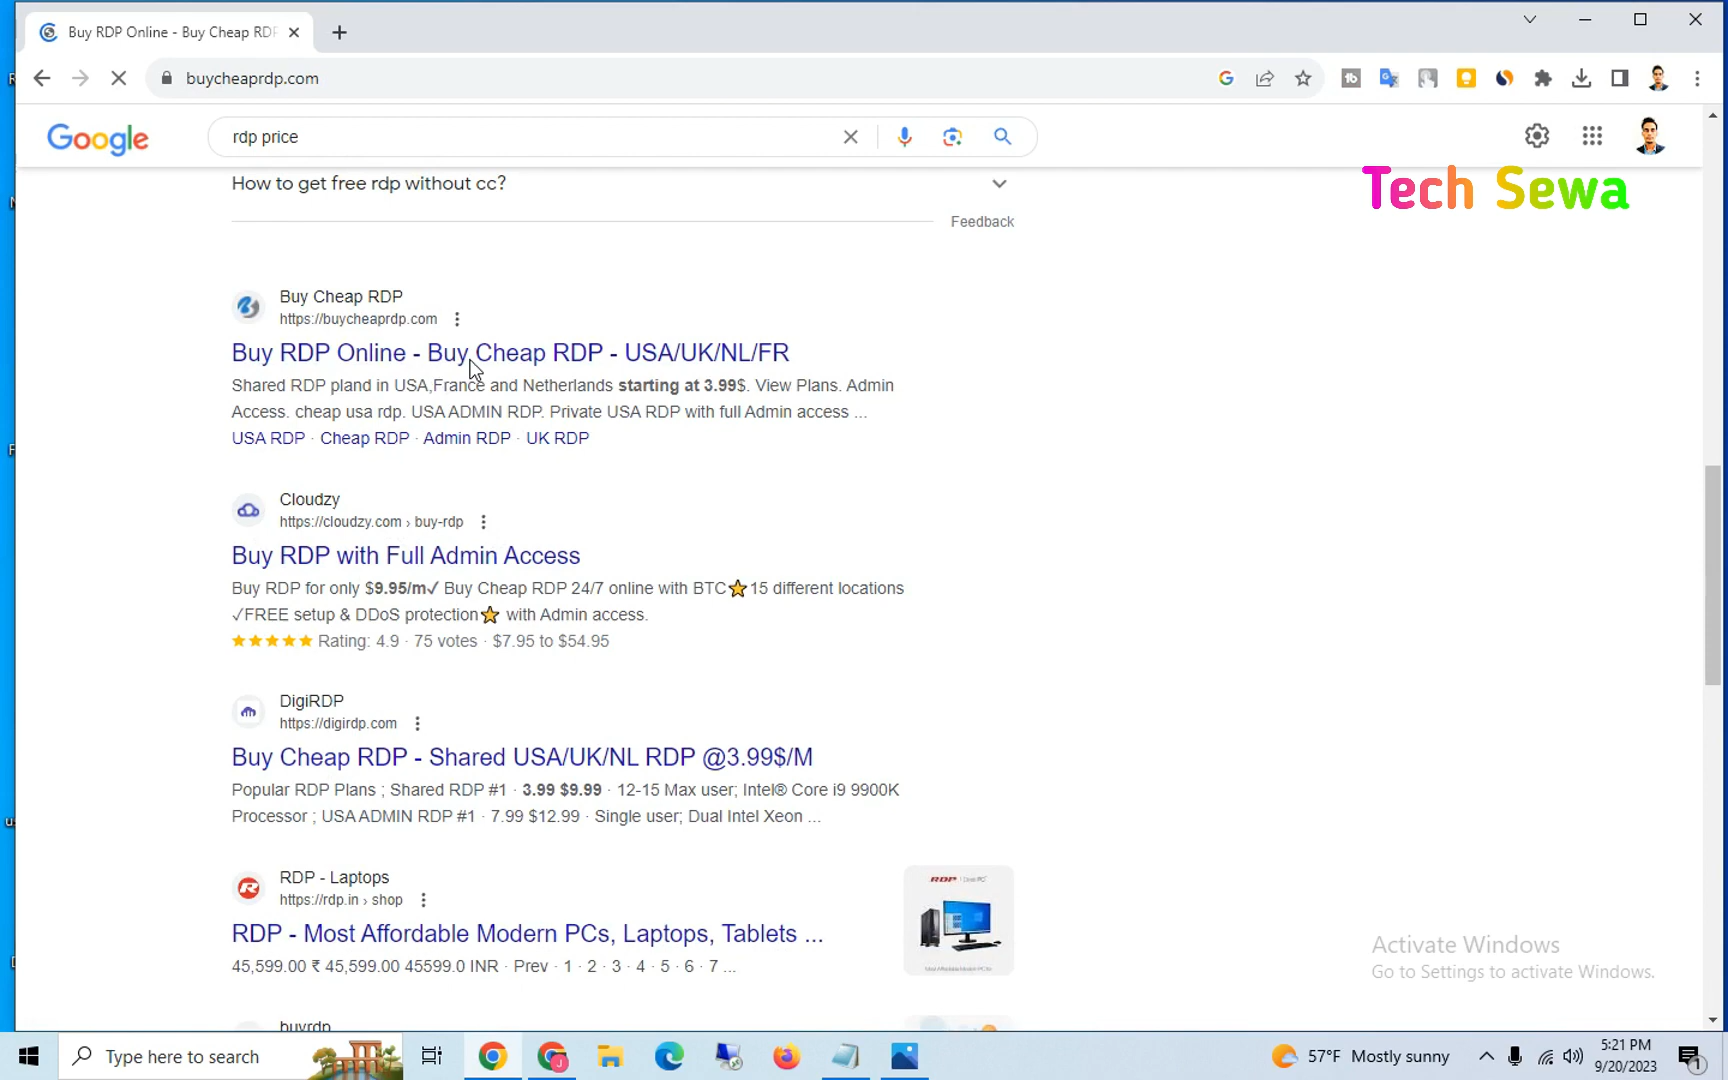 Buy RDP Online - Buy Cheap RDP
buycheaprdp.com
Google
rdp price
Tech Sewa
How to get free rdp without cc?
Feedback
Buy Cheap RDP
https://buycheaprdp.com
Buy RDP Online - Buy Cheap RDP - USA/UK/NL/FR
Shared RDP pland in USA,France and Netherlands starting at 3.99$. View Plans. Admin
Access. cheap usa rdp. USA ADMIN RDP. Private USA RDP with full Admin access ...
USA RDP · Cheap RDP · Admin RDP · UK RDP
Cloudzy
https://cloudzy.com › buy-rdp
Buy RDP with Full Admin Access
Buy RDP for only $9.95/m✓ Buy Cheap RDP 24/7 online with BTC⭐15 different locations
✓FREE setup & DDoS protection⭐ with Admin access.
Rating: 4.9 · 75 votes · $7.95 to $54.95
DigiRDP
https://digirdp.com
Buy Cheap RDP - Shared USA/UK/NL RDP @3.99$/M
Popular RDP Plans ; Shared RDP #1 · 3.99 $9.99 · 12-15 Max user; Intel® Core i9 9900K
Processor ; USA ADMIN RDP #1 · 7.99 $12.99 · Single user; Dual Intel Xeon ...
RDP - Laptops
https://rdp.in › shop
RDP - Most Affordable Modern PCs, Laptops, Tablets ...
45,599.00 ₹ 45,599.00 45599.0 INR · Prev · 1 · 2 · 3 · 4 · 5 · 6 · 7 ...
RDP
buyrdp
Activate Windows
Go to Settings to activate Windows.
Type here to search
57°F Mostly sunny
5:21 PM
9/20/2023
1